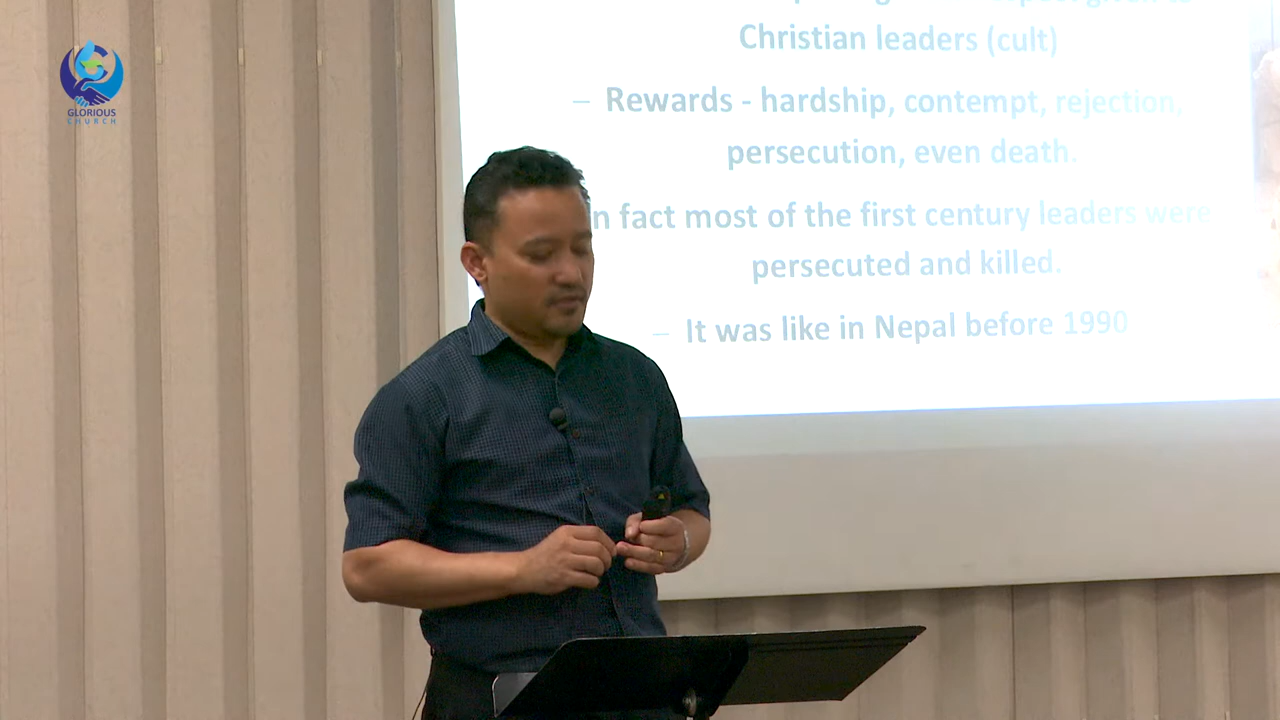 GLORIOUS
CHURCH
Christian leaders (cult)
– Rewards - hardship, contempt, rejection,
persecution, even death.
n fact most of the first century leaders were
persecuted and killed.
– It was like in Nepal before 1990